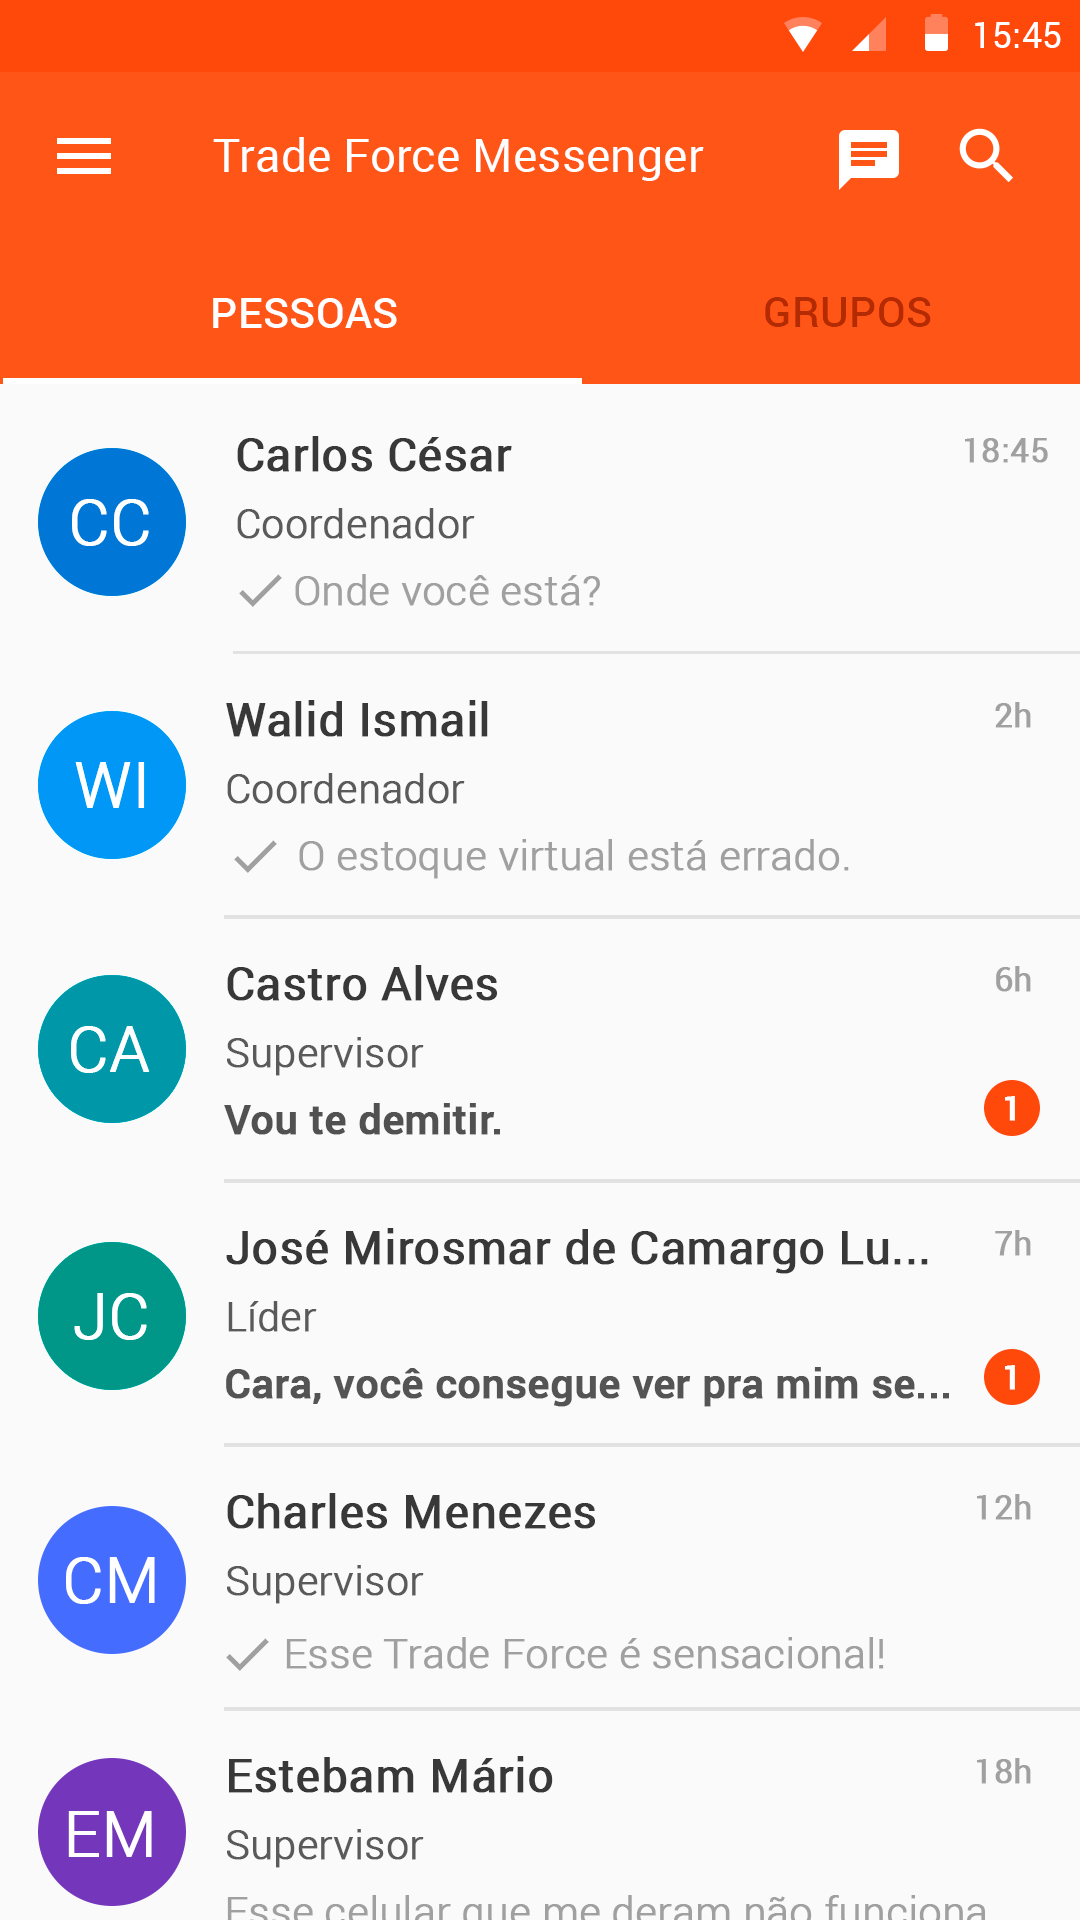 15:45
Trade Force Messenger
PESSOAS GRUPOS
Carlos César 18:45
CC
Coordenador
Onde você está?
Walid Ismail 2h
WI
Coordenador
O estoque virtual está errado.
Castro Alves 6h
CA
Supervisor
Vou te demitir. 1
José Mirosmar de Camargo Lu... 7h
JC
Líder
Cara, você consegue ver pra mim se... 1
Charles Menezes 12h
CM
Supervisor
Esse Trade Force é sensacional!
Estebam Mário 18h
EM
Supervisor
Esse celular que me deram não funciona